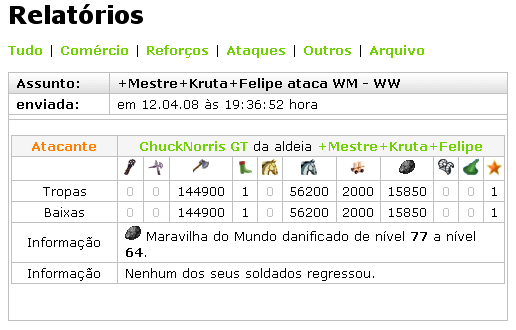 Relatórios
Tudo | Comércio | Reforços | Ataques | Outros | Arquivo
Assunto: +Mestre+Kruta+Felipe ataca WM - WW
enviada: em 12.04.08 às 19:36:52 hora
Atacante ChuckNorris GT da aldeia +Mestre+Kruta+Felipe
Tropas 0 0 144900 1 0 56200 2000 15850 0 0 1
Baixas 0 0 144900 1 0 56200 2000 15850 0 0 1
Informação Maravilha do Mundo danificado de nível 77 a nível
64.
Informação Nenhum dos seus soldados regressou.